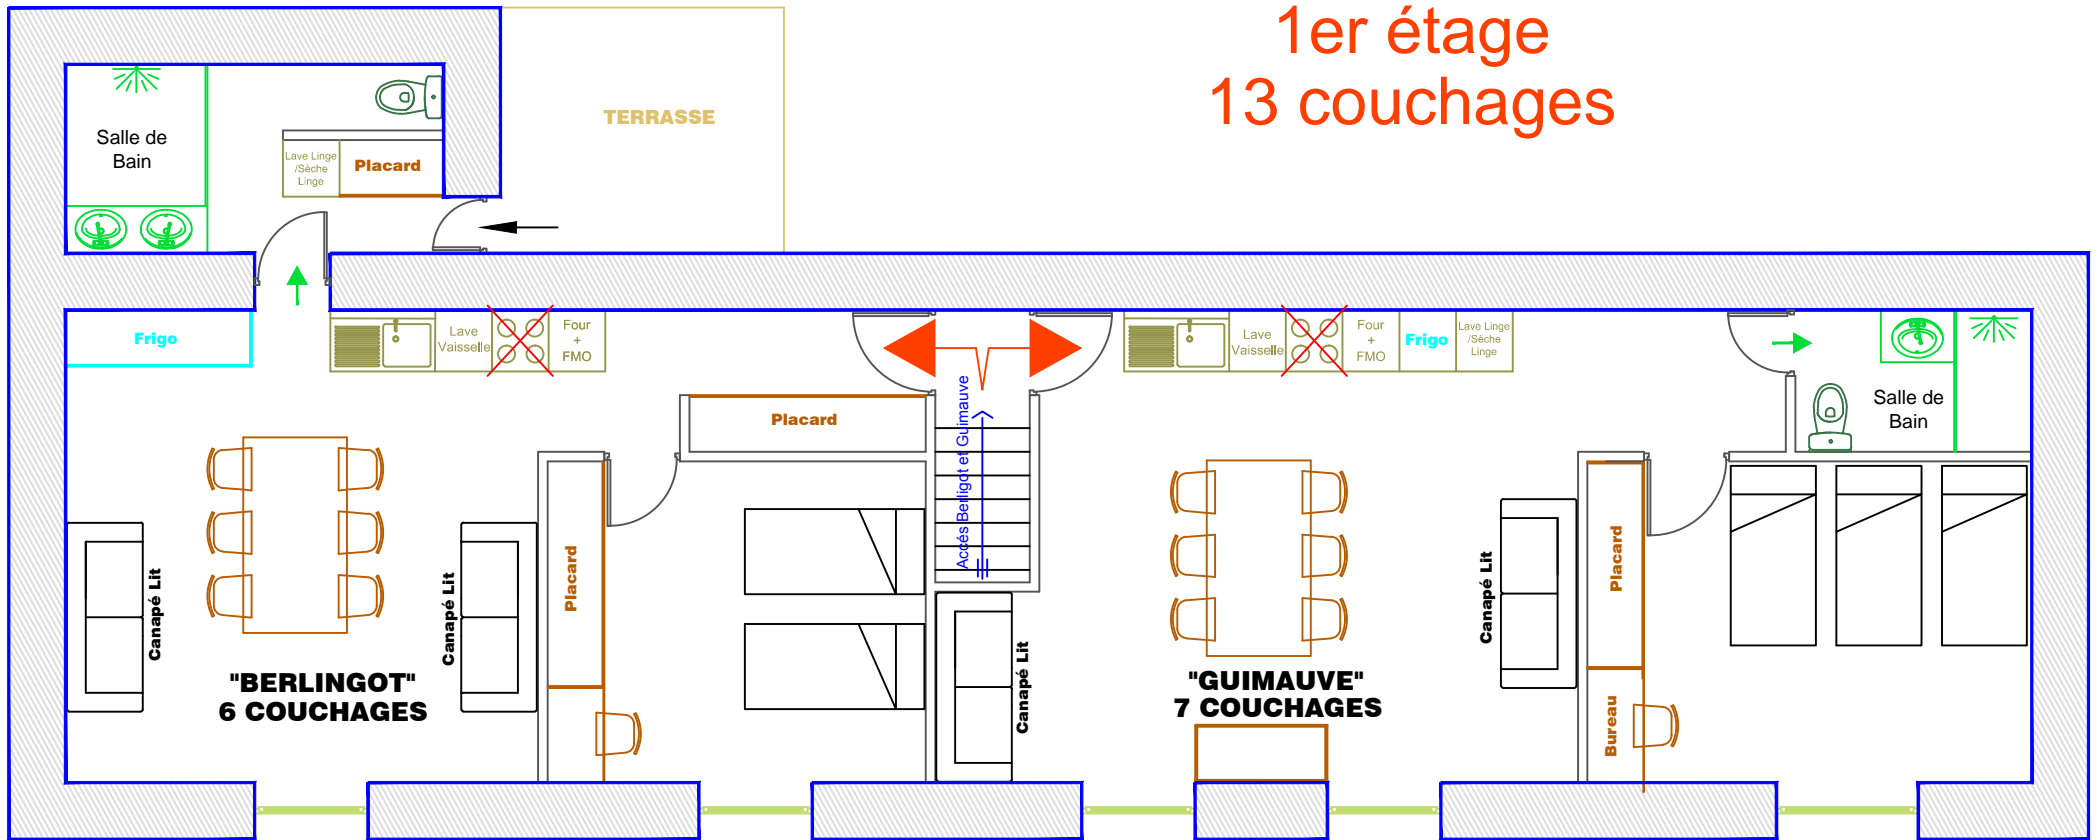 1er étage
13 couchages
TERRASSE
Salle de
Bain
Lave Linge
/Sèche
Linge
Placard
Frigo
Lave
Vaisselle
Four
+
FMO
Lave
Vaisselle
Four
+
FMO
Frigo
Lave Linge
/Sèche
Linge
Salle de
Bain
Placard
Accés Berligot et Guimauve
Canapé Lit
Canapé Lit
Placard
Canapé Lit
Canapé Lit
Placard
Bureau
"BERLINGOT"
6 COUCHAGES
"GUIMAUVE"
7 COUCHAGES